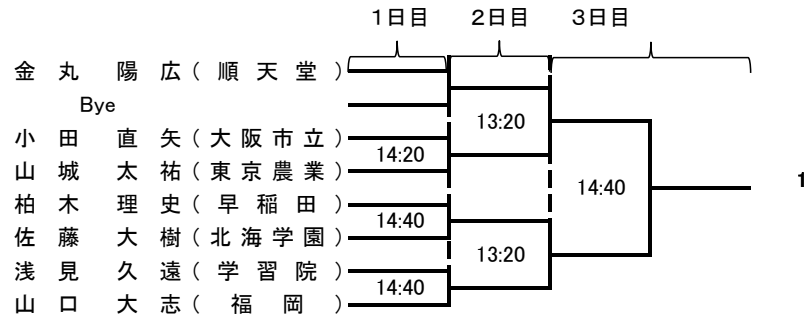 1日目 2日目 3日目
金丸 陽広(順天堂)
Bye
13:20
小田 直矢(大阪市立)
14:20
山城 太祐(東京農業)
14:40
1
柏木 理史(早稲田)
14:40
佐藤 大樹(北海学園)
13:20
浅見久遠(学習院)
14:40
山口 大志(福岡)